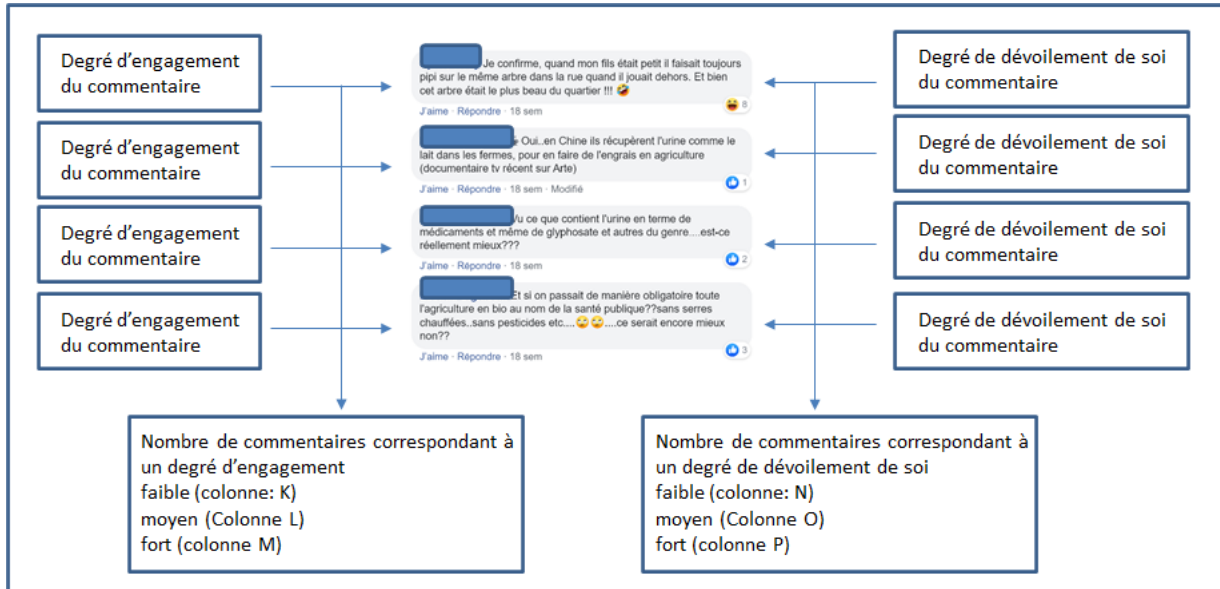 Degré d'engagement
du commentaire
Je confirme, quand mon fils était petit il faisait toujours
pipi sur le même arbre dans la rue quand il jouait dehors. Et bien
cet arbre était le plus beau du quartier !!! 🤣
J'aime · Répondre · 18 sem
8
Degré de dévoilement de soi
du commentaire
Degré d'engagement
du commentaire
Oui..en Chine ils récupèrent l'urine comme le
lait dans les fermes, pour en faire de l'engrais en agriculture
(documentaire tv récent sur Arte)
J'aime · Répondre · 18 sem · Modifié
1
Degré de dévoilement de soi
du commentaire
Degré d'engagement
du commentaire
Vu ce que contient l'urine en terme de
médicaments et même de glyphosate et autres du genre....est-ce
réellement mieux???
J'aime · Répondre · 18 sem
2
Degré de dévoilement de soi
du commentaire
Degré d'engagement
du commentaire
Et si on passait de manière obligatoire toute
l'agriculture en bio au nom de la santé publique??sans serres
chauffées..sans pesticides etc....🙄🙄....ce serait encore mieux
non??
J'aime · Répondre · 18 sem
3
Degré de dévoilement de soi
du commentaire
Nombre de commentaires correspondant à
un degré d'engagement
faible (colonne: K)
moyen (Colonne L)
fort (colonne M)
Nombre de commentaires correspondant à
un degré de dévoilement de soi
faible (colonne: N)
moyen (Colonne O)
fort (colonne P)